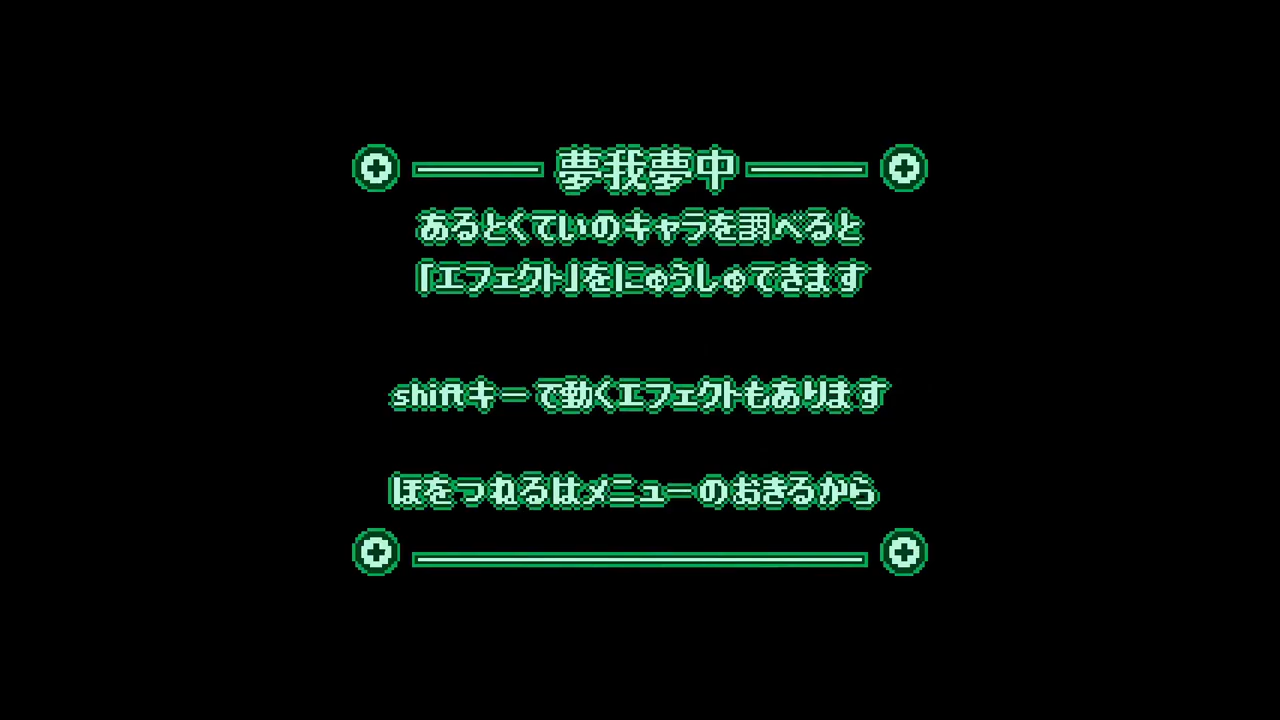 夢我夢中
あるとくていのキャラを調べると
「エフェクト」をにゅうしゅできます
shiftキーで動くエフェクトもあります
ほをつねるはメニューのおきるから